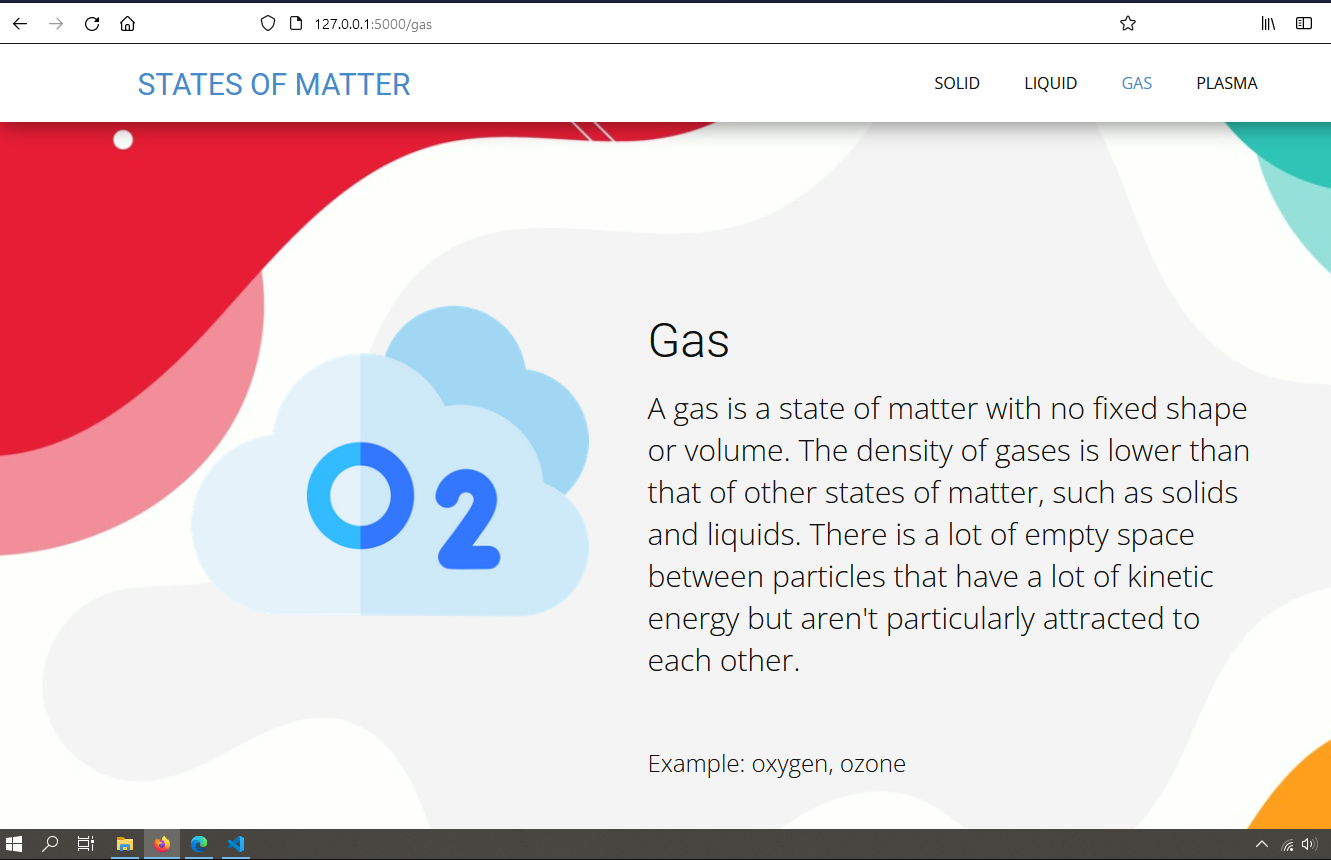 127.0.0.1:5000/gas
STATES OF MATTER
SOLID LIQUID GAS PLASMA
O2
Gas
A gas is a state of matter with no fixed shape
or volume. The density of gases is lower than
that of other states of matter, such as solids
and liquids. There is a lot of empty space
between particles that have a lot of kinetic
energy but aren't particularly attracted to
each other.
Example: oxygen, ozone